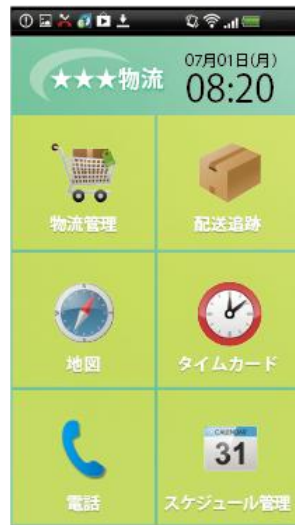 ★★★物流
07月01日(月)
08:20
物流管理
配送追跡
地図
タイムカード
CALENDAR
31
電話
スケジュール管理